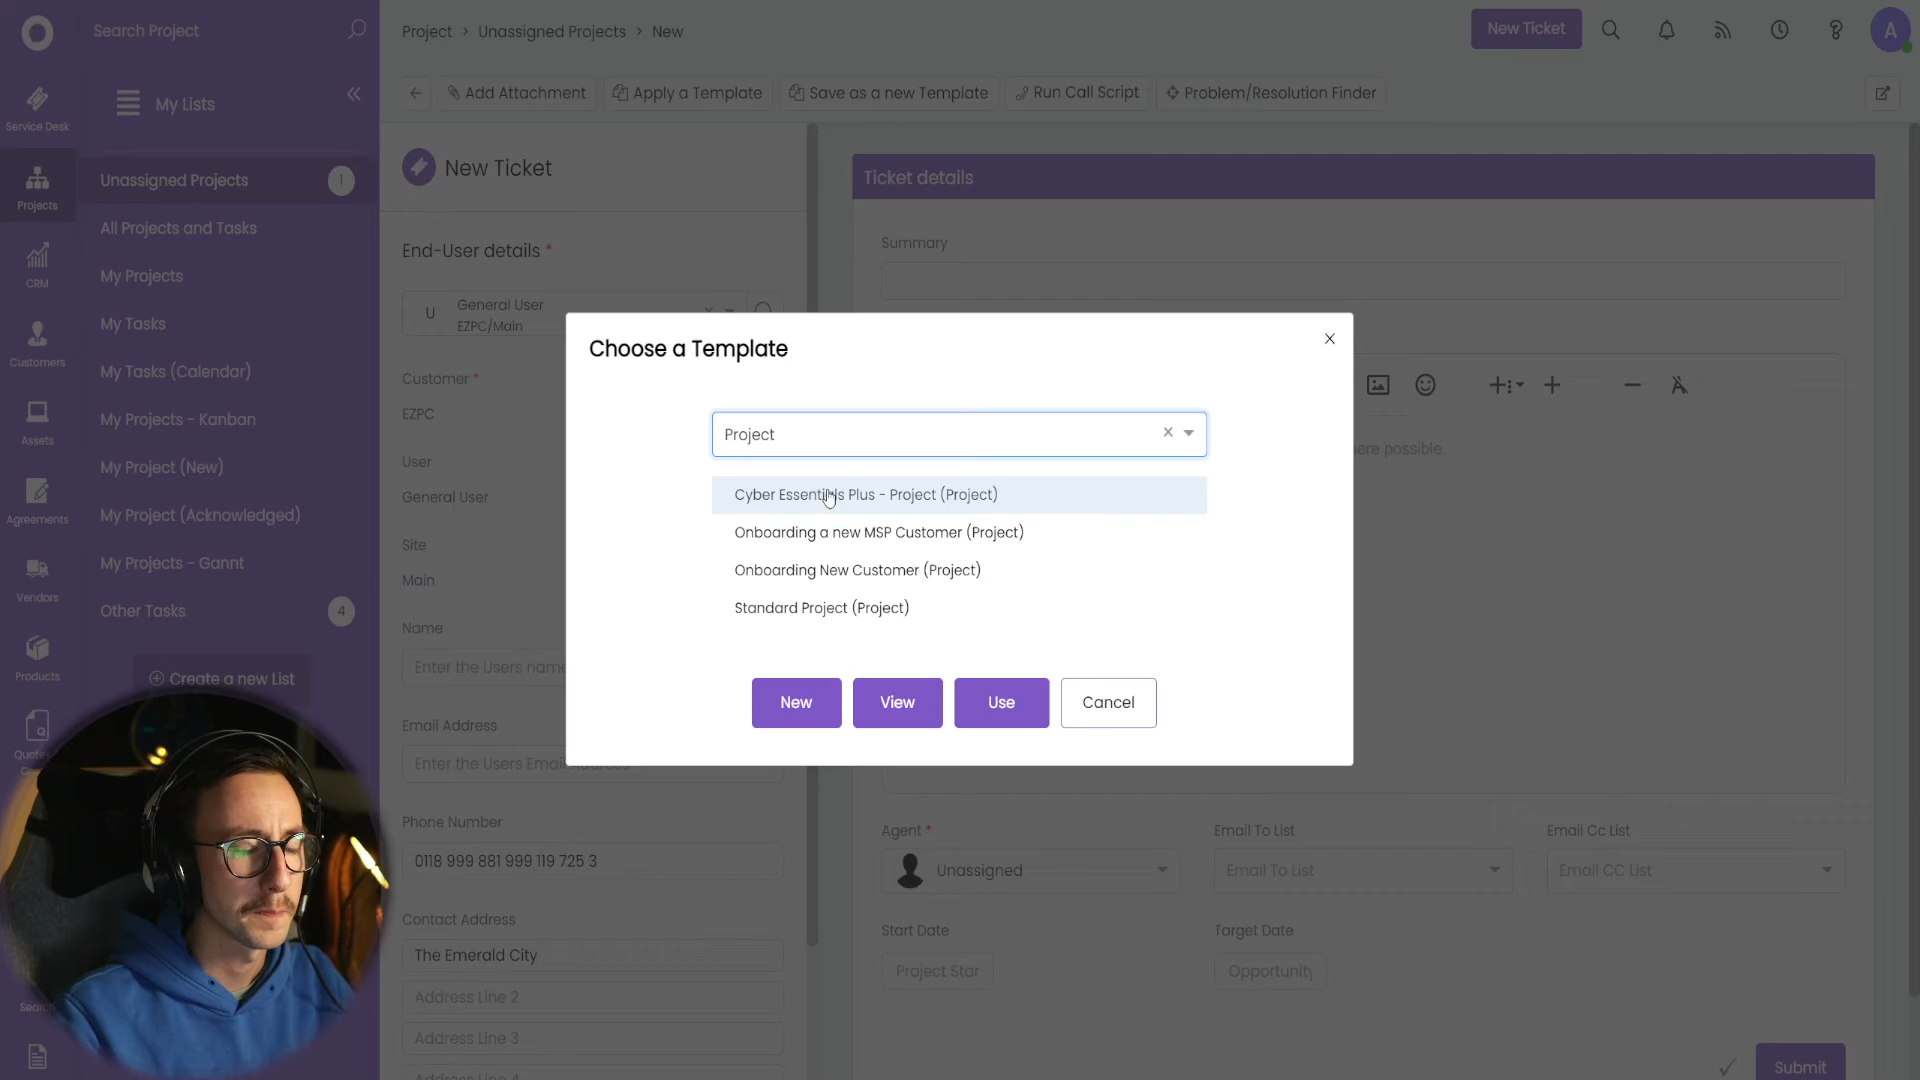 Search Project
Project > Unassigned Projects > New
New Ticket
A
My Lists
Add Attachment
Apply a Template
Save as a new Template
Run Call Script
Problem/Resolution Finder
Service Desk
Projects
CRM
Customers
Assets
Agreements
Vendors
Products
Unassigned Projects
1
All Projects and Tasks
My Projects
My Tasks
My Tasks (Calendar)
My Projects - Kanban
My Project (New)
My Project (Acknowledged)
My Projects - Gannt
Other Tasks
4
Create a new List
New Ticket
End-User details *
U
General User
EZPC/Main
Customer *
EZPC
User
General User
Site
Main
Name
Enter the Users name
Email Address
Enter the Users Email Address
Phone Number
0118 999 881 999 119 725 3
Contact Address
The Emerald City
Address Line 2
Address Line 3
Ticket details
Summary
where possible.
Choose a Template
Project
Cyber Essentials Plus - Project (Project)
Onboarding a new MSP Customer (Project)
Onboarding New Customer (Project)
Standard Project (Project)
New
View
Use
Cancel
Agent *
Unassigned
Email To List
Email To List
Email Cc List
Email CC List
Start Date
Project Star
Target Date
Opportunity
Submit